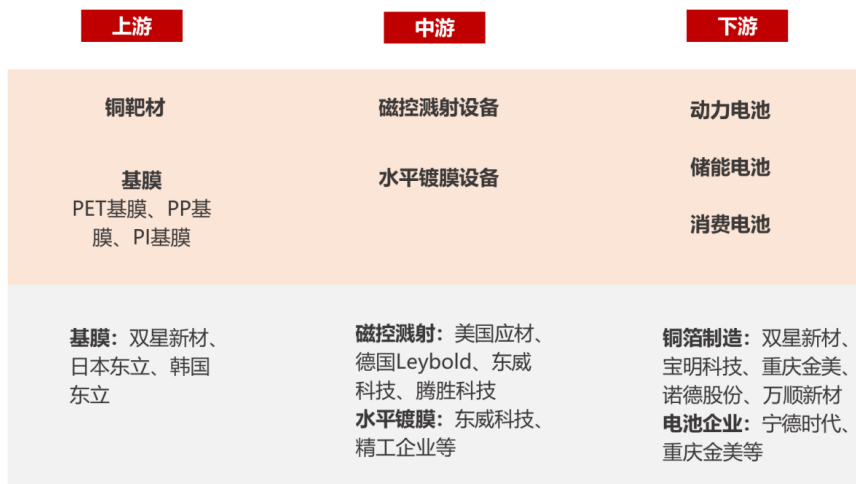 上游
中游
下游
铜靶材
基膜
PET基膜、PP基
膜、PI基膜
磁控溅射设备
水平镀膜设备
动力电池
储能电池
消费电池
基膜：双星新材、
日本东立、韩国
东立
磁控溅射：美国应材、
德国Leybold、东威
科技、腾胜科技
水平镀膜：东威科技、
精工企业等
铜箔制造：双星新材、
宝明科技、重庆金美、
诺德股份、万顺新材
电池企业：宁德时代、
重庆金美等